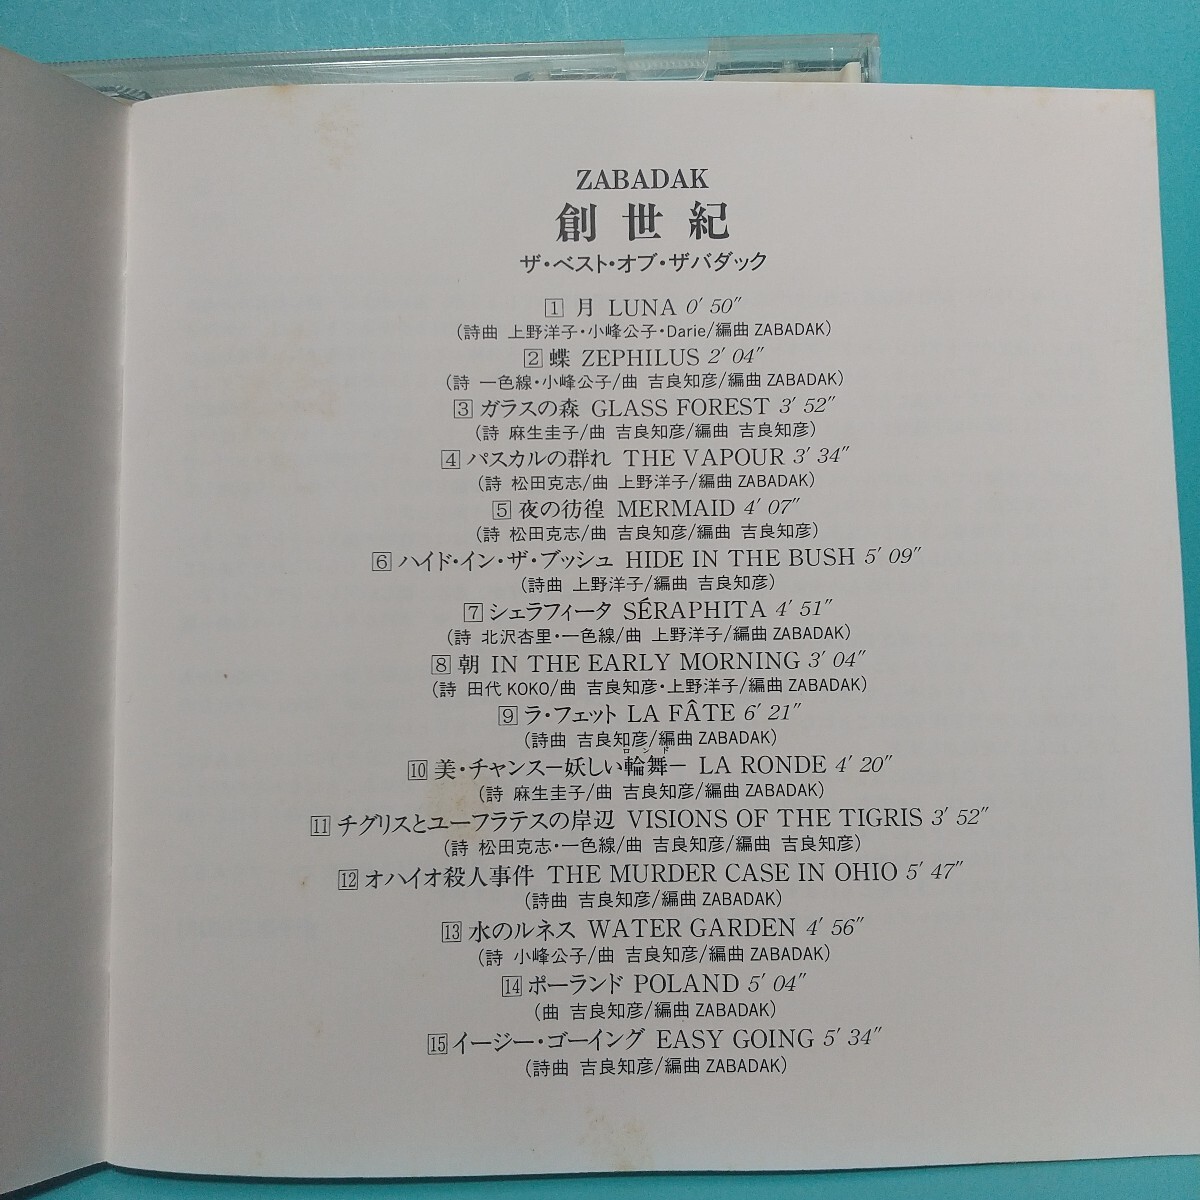 ZABADAK
創世紀
ザ・ベスト・オブ・ザバダック
1 月 LUNA 0′ 50″
(詩曲 上野洋子・小峰公子・Darie/編曲 ZABADAK)
2 蝶 ZEPHILUS 2′ 04″
(詩 一色線・小峰公子/曲 吉良知彦/編曲 ZABADAK)
3 ガラスの森 GLASS FOREST 3′ 52″
(詩 麻生圭子/曲 吉良知彦/編曲 吉良知彦)
4 パスカルの群れ THE VAPOUR 3′ 34″
(詩 松田克志/曲 上野洋子/編曲 ZABADAK)
5 夜の彷徨 MERMAID 4′ 07″
(詩 松田克志/曲 吉良知彦/編曲 吉良知彦)
6 ハイド・イン・ザ・ブッシュ HIDE IN THE BUSH 5′ 09″
(詩曲 上野洋子/編曲 吉良知彦)
7 シェラフィータ SÉRAPHITA 4′ 51″
(詩 北沢杏里・一色線/曲 上野洋子/編曲 ZABADAK)
8 朝 IN THE EARLY MORNING 3′ 04″
(詩 田代 KOKO/曲 吉良知彦・上野洋子/編曲 ZABADAK)
9 ラ・フェット LA FÂTE 6′ 21″
(詩曲 吉良知彦/編曲 ZABADAK)
ロンド
10 美・チャンス−妖しい輪舞− LA RONDE 4′ 20″
(詩 麻生圭子/曲 吉良知彦/編曲 ZABADAK)
11 チグリスとユーフラテスの岸辺 VISIONS OF THE TIGRIS 3′ 52″
(詩 松田克志・一色線/曲 吉良知彦/編曲 吉良知彦)
12 オハイオ殺人事件 THE MURDER CASE IN OHIO 5′ 47″
(詩曲 吉良知彦/編曲 ZABADAK)
13 水のルネス WATER GARDEN 4′ 56″
(詩 小峰公子/曲 吉良知彦/編曲 ZABADAK)
14 ポーランド POLAND 5′ 04″
(曲 吉良知彦/編曲 ZABADAK)
15 イージー・ゴーイング EASY GOING 5′ 34″
(詩曲 吉良知彦/編曲 ZABADAK)